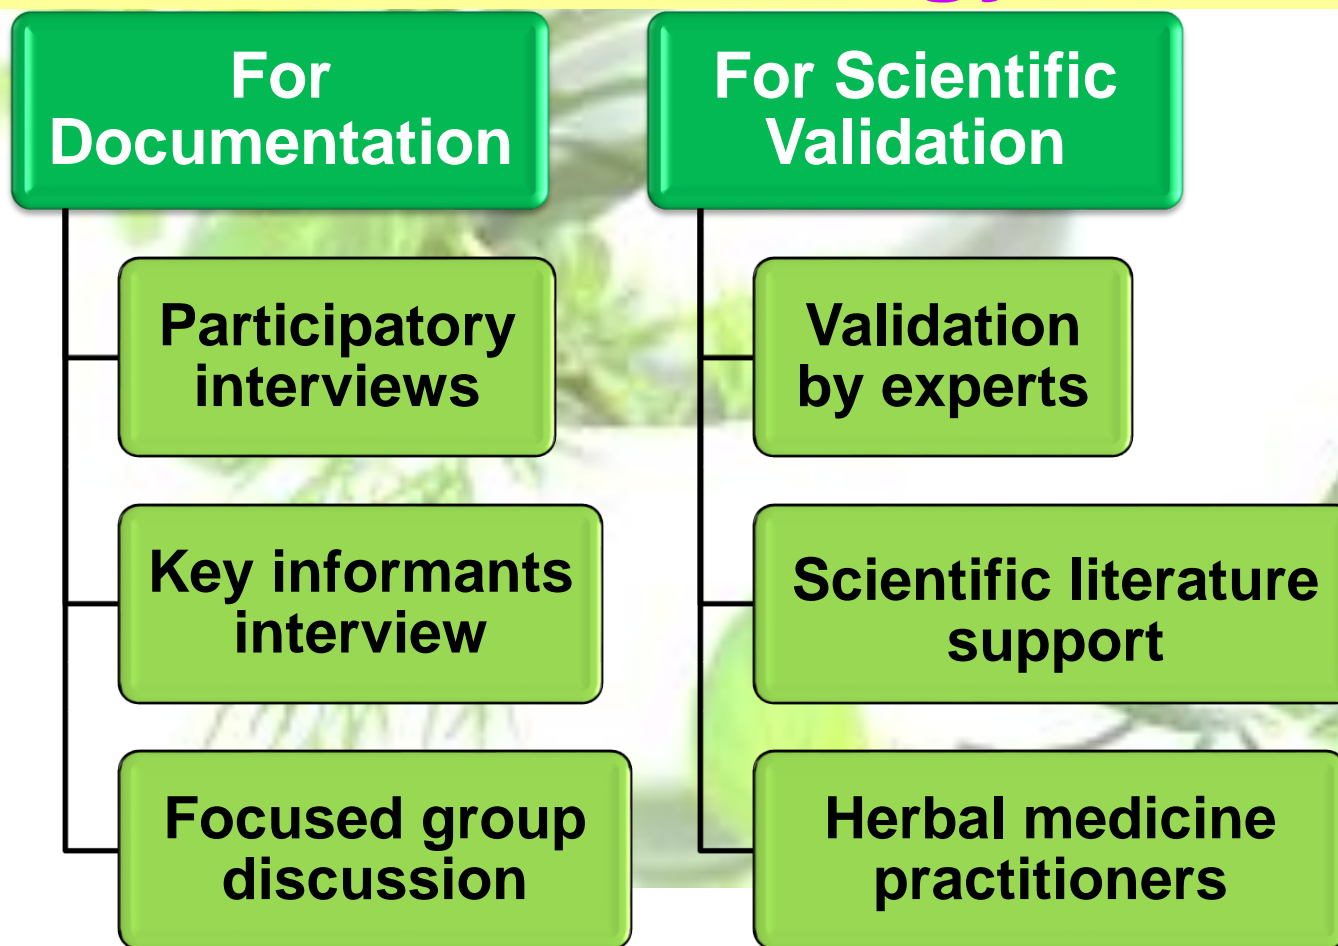 For
Documentation
Participatory
interviews
Key informants
interview
Focused group
discussion
For Scientific
Validation
Validation
by experts
Scientific literature
support
Herbal medicine
practitioners